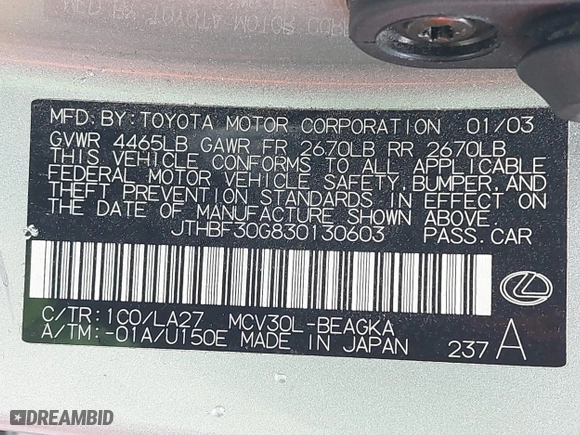 MFD. BY: TOYOTA MOTOR CORPORATION 01/03
GVWR 4465LB GAWR FR 2670LB RR 2670LB
THIS VEHICLE CONFORMS TO ALL APPLICABLE
FEDERAL MOTOR VEHICLE SAFETY, BUMPER, AND
THEFT PREVENTION STANDARDS IN EFFECT ON
THE DATE OF MANUFACTURE SHOWN ABOVE.
JTHBF30G830130603 PASS. CAR
C/TR: 1C0/LA27 MCV30L-BEAGKA
A/TM: -01A/U150E MADE IN JAPAN
237 A
DREAMBID